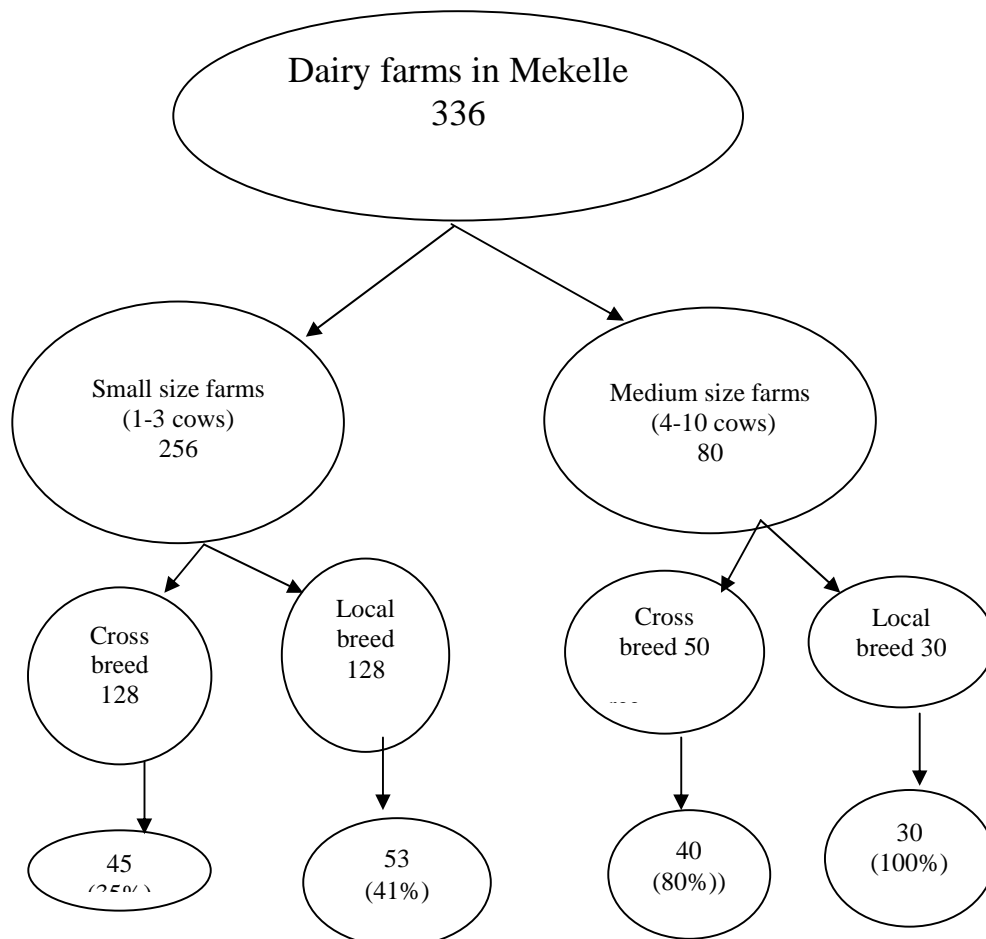 Dairy farms in Mekelle
336
Small size farms
(1-3 cows)
256
Medium size farms
(4-10 cows)
80
Cross
breed
128
Local
breed
128
Cross
breed 50
Local
breed 30
45
(35%)
53
(41%)
40
(80%))
30
(100%)